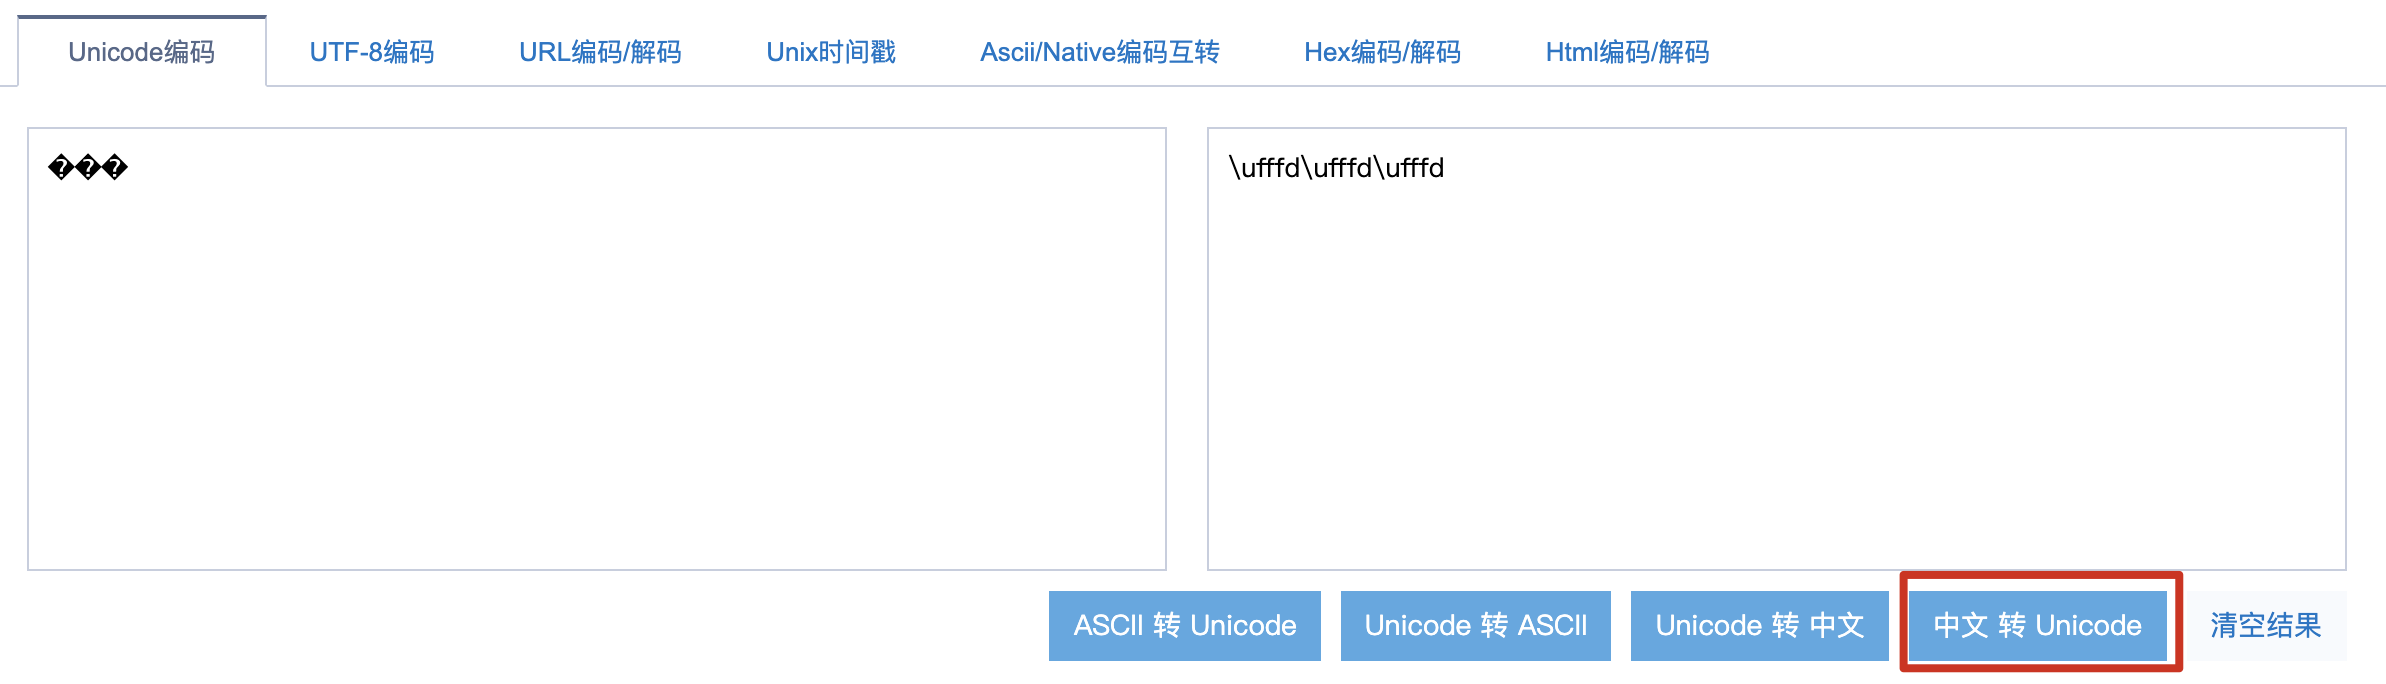 Unicode编码 UTF-8编码 URL编码/解码 Unix时间戳 Ascii/Native编码互转 Hex编码/解码 Html编码/解码
���
\ufffd\ufffd\ufffd
ASCII 转 Unicode Unicode 转 ASCII Unicode 转 中文 中文 转 Unicode 清空结果